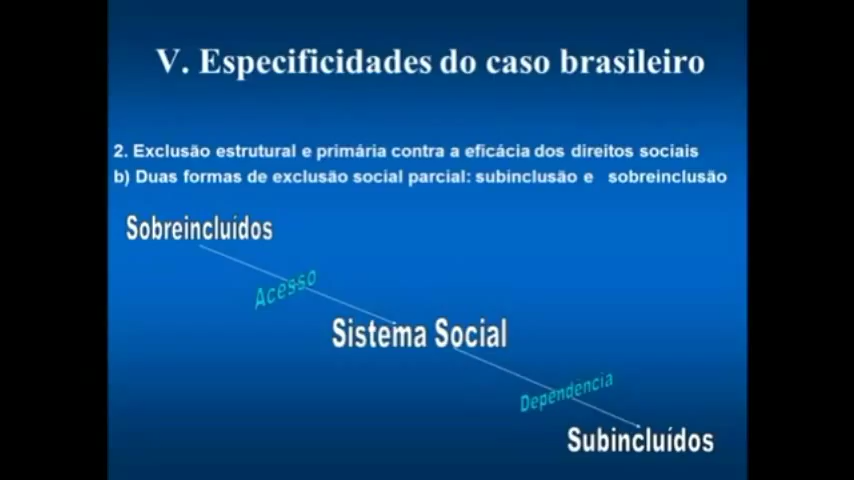 V. Especificidades do caso brasileiro
2. Exclusão estrutural e primária contra a eficácia dos direitos sociais
b) Duas formas de exclusão social parcial: subinclusão e sobreinclusão
Sobreincluídos
Acesso
Sistema Social
Dependência
Subincluídos